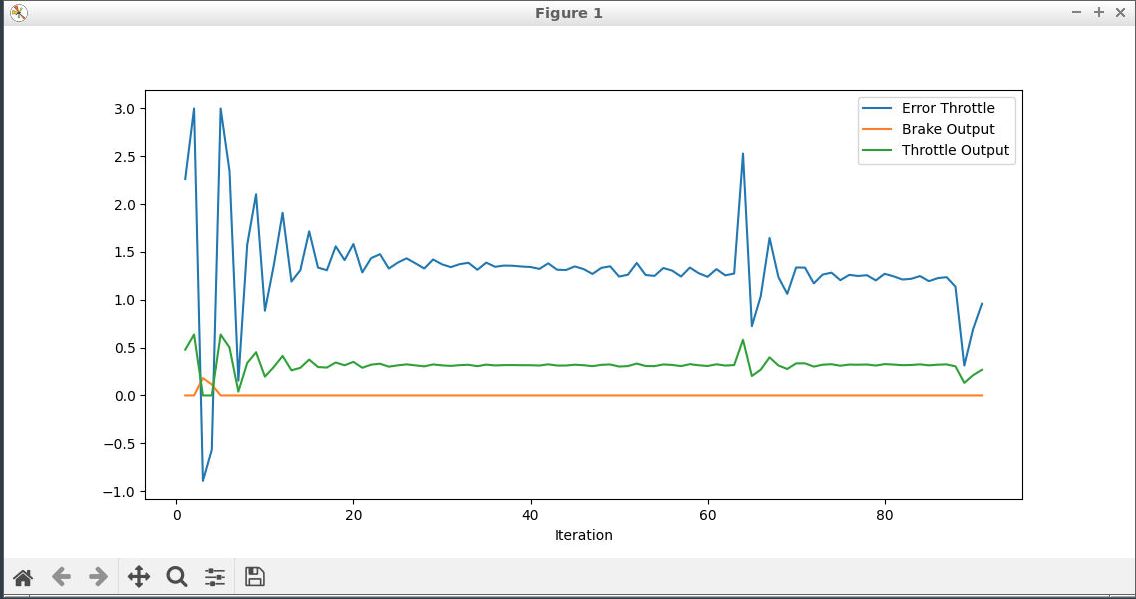 Figure 1
3.0
2.5
2.0
1.5
1.0
0.5
0.0
−0.5
−1.0
Error Throttle
Brake Output
Throttle Output
0 20 40 60 80
Iteration